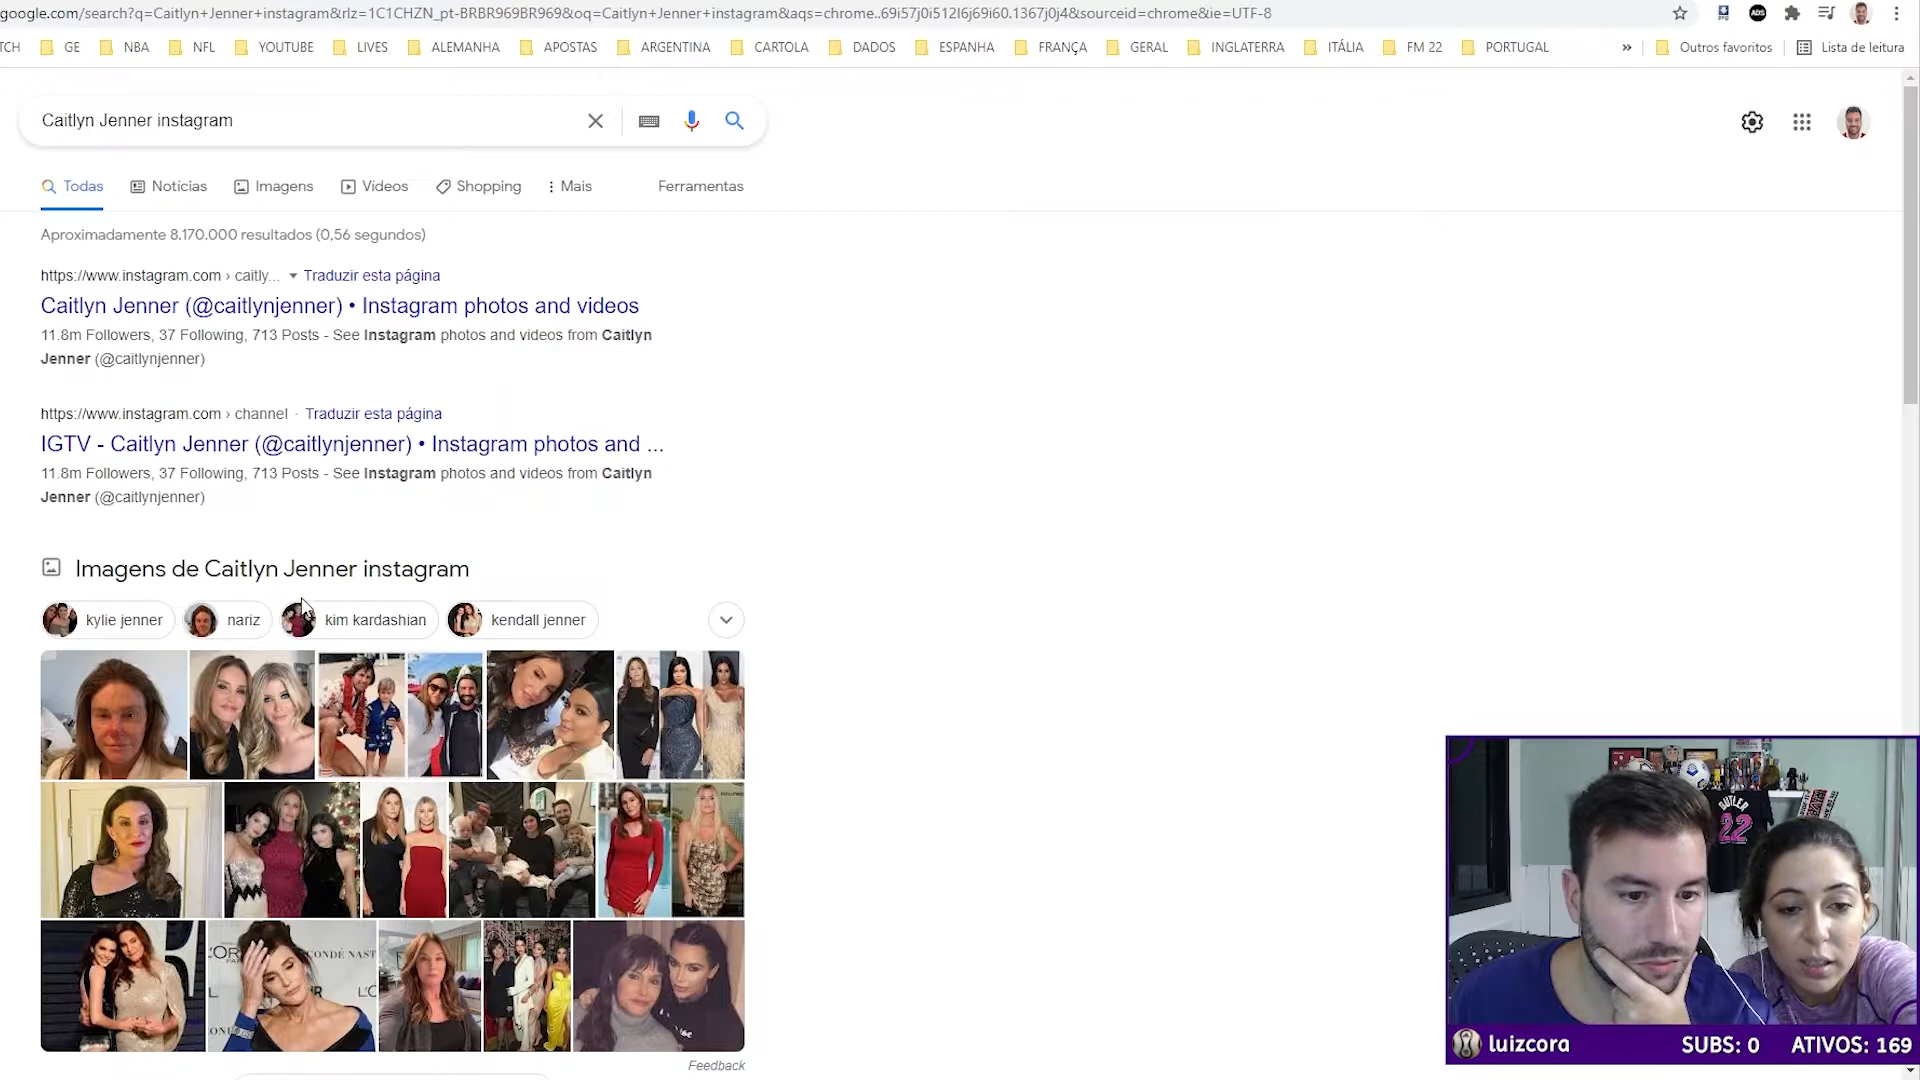 google.com/search?q=Caitlyn+Jenner+instagram&rlz=1C1CHZN_pt-BRBR969BR969&oq=Caitlyn+Jenner+instagram&aqs=chrome..69i57j0i512l6j69i60.1367j0j4&sourceid=chrome&ie=UTF-8
TCH GE NBA NFL YOUTUBE LIVES ALEMANHA APOSTAS ARGENTINA CARTOLA DADOS ESPANHA FRANÇA GERAL INGLATERRA ITÁLIA FM 22 PORTUGAL » Outros favoritos Lista de leitura
Caitlyn Jenner instagram
Todas Notícias Imagens Vídeos Shopping Mais Ferramentas
Aproximadamente 8.170.000 resultados (0,56 segundos)
https://www.instagram.com › caitly... Traduzir esta página
Caitlyn Jenner (@caitlynjenner) • Instagram photos and videos
11.8m Followers, 37 Following, 713 Posts - See Instagram photos and videos from Caitlyn
Jenner (@caitlynjenner)
https://www.instagram.com › channel · Traduzir esta página
IGTV - Caitlyn Jenner (@caitlynjenner) • Instagram photos and ...
11.8m Followers, 37 Following, 713 Posts - See Instagram photos and videos from Caitlyn
Jenner (@caitlynjenner)
Imagens de Caitlyn Jenner instagram
kylie jenner nariz kim kardashian kendall jenner
CONDÉ NAST
Feedback
BUTLER
22
luizcora SUBS: 0 ATIVOS: 169